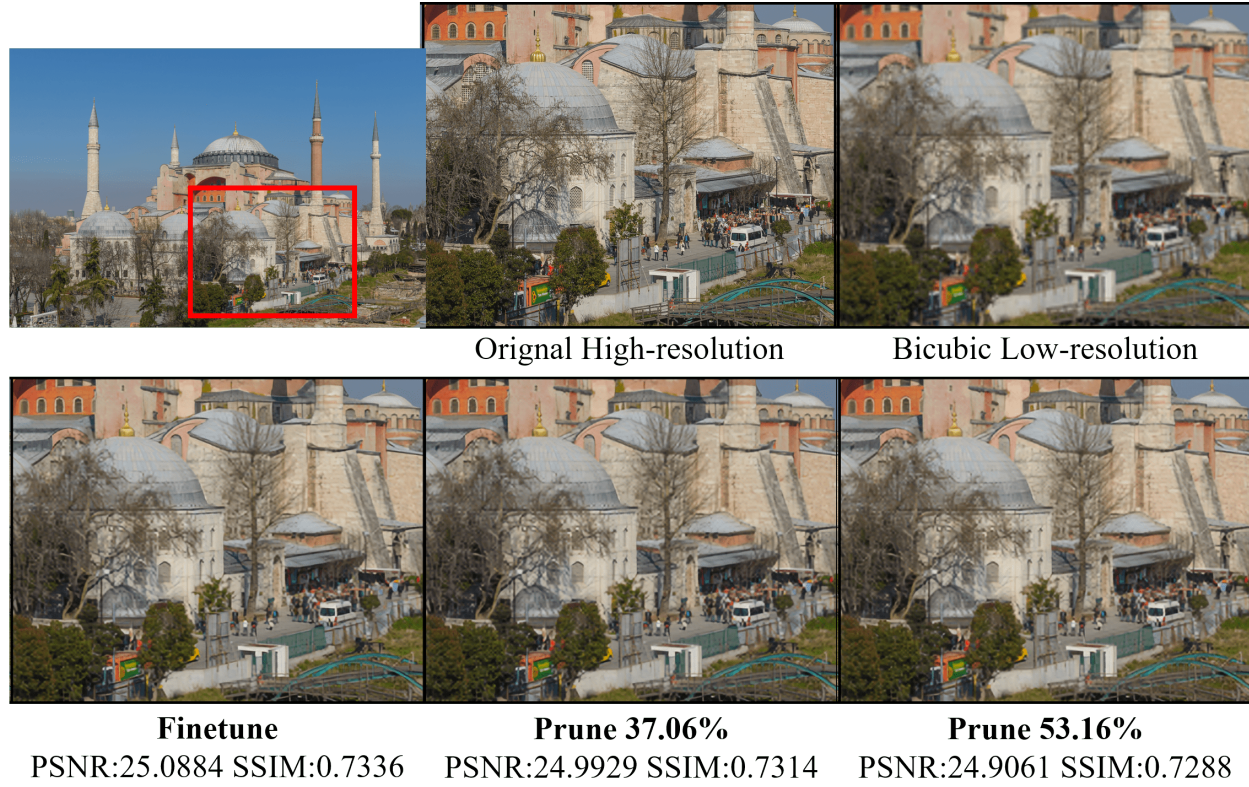 Orignal High-resolution
Bicubic Low-resolution
Finetune
PSNR:25.0884 SSIM:0.7336
Prune 37.06%
PSNR:24.9929 SSIM:0.7314
Prune 53.16%
PSNR:24.9061 SSIM:0.7288